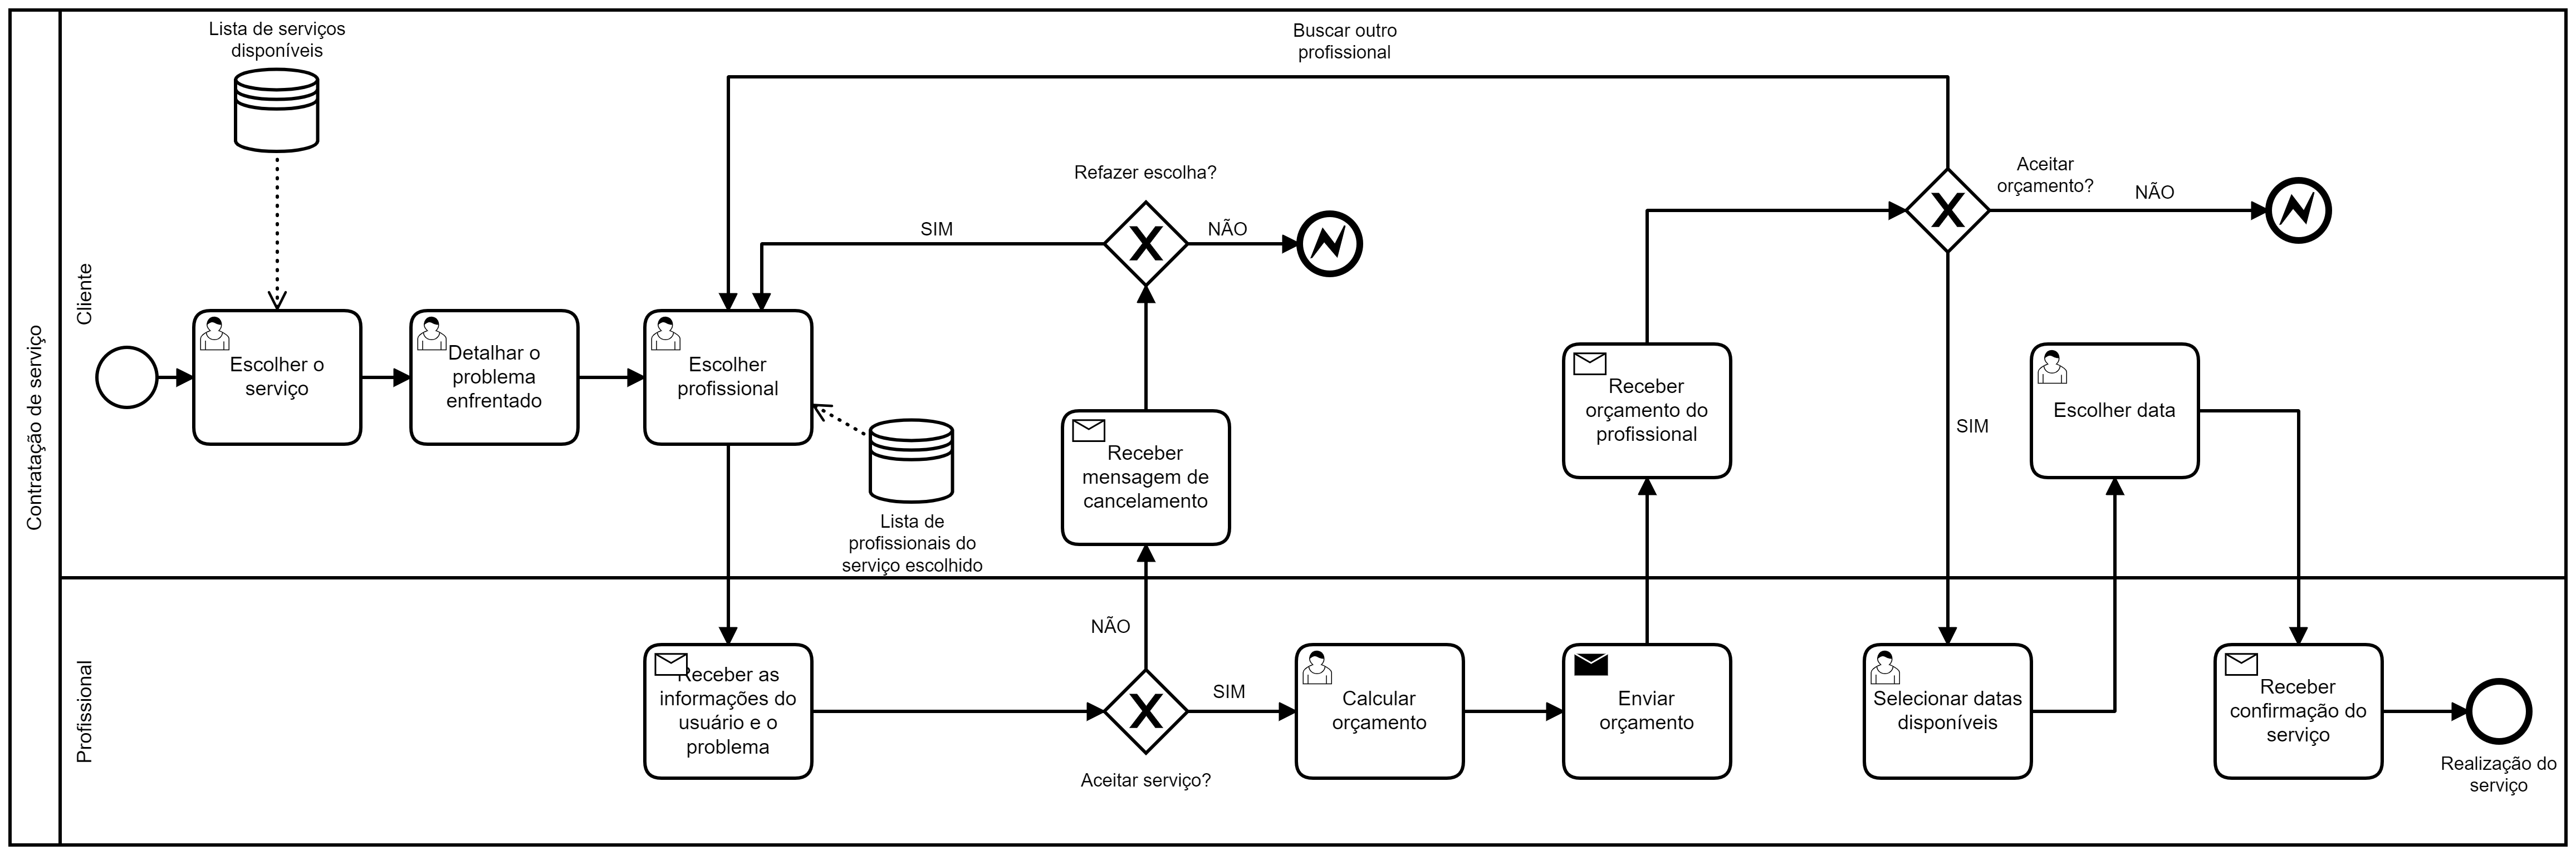 Contratação de serviço
Cliente
Profissional
Lista de serviços
disponíveis
Buscar outro
profissional
Escolher o
serviço
Detalhar o
problema
enfrentado
Escolher
profissional
Lista de
profissionais do
serviço escolhido
Refazer escolha?
SIM
NÃO
X
Receber
mensagem de
cancelamento
Receber
orçamento do
profissional
X
Aceitar
orçamento?
NÃO
SIM
Escolher data
Receber as
informações do
usuário e o
problema
NÃO
X
Aceitar serviço?
SIM
Calcular
orçamento
Enviar
orçamento
Selecionar datas
disponíveis
Receber
confirmação do
serviço
Realização do
serviço